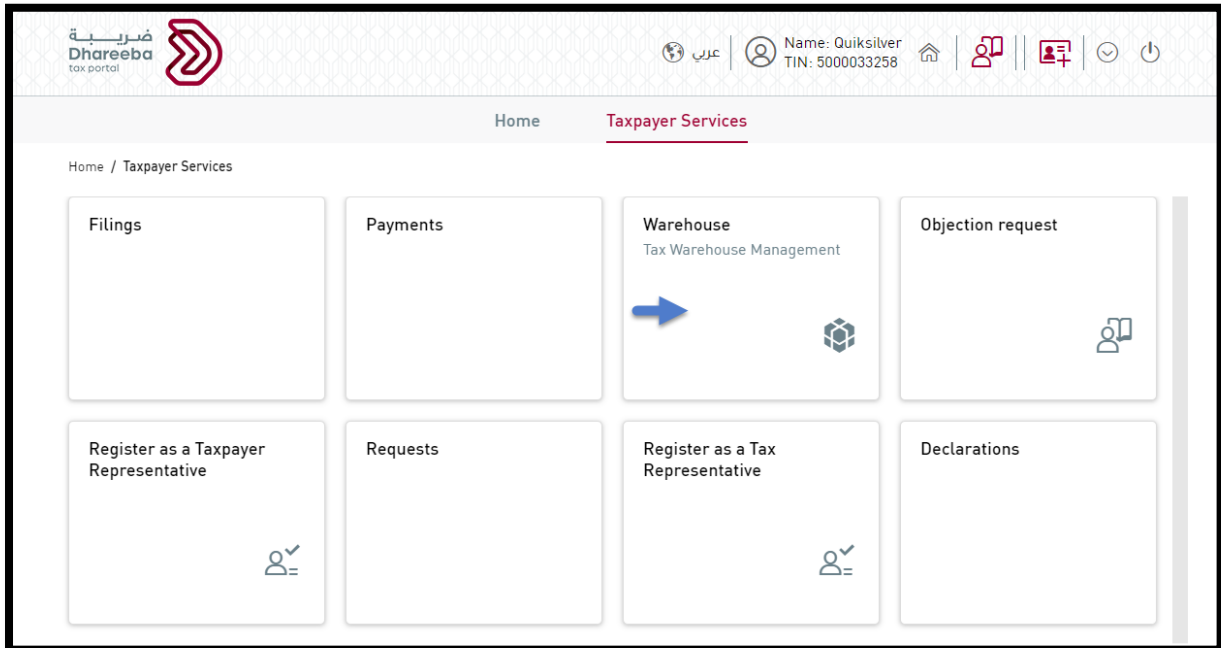 ضريبة
Dhareeba
tax portal
عربي
Name: Quiksilver
TIN: 5000033258
Home
Taxpayer Services
Home / Taxpayer Services
Filings
Payments
Warehouse
Tax Warehouse Management
Objection request
Register as a Taxpayer
Representative
Requests
Register as a Tax
Representative
Declarations